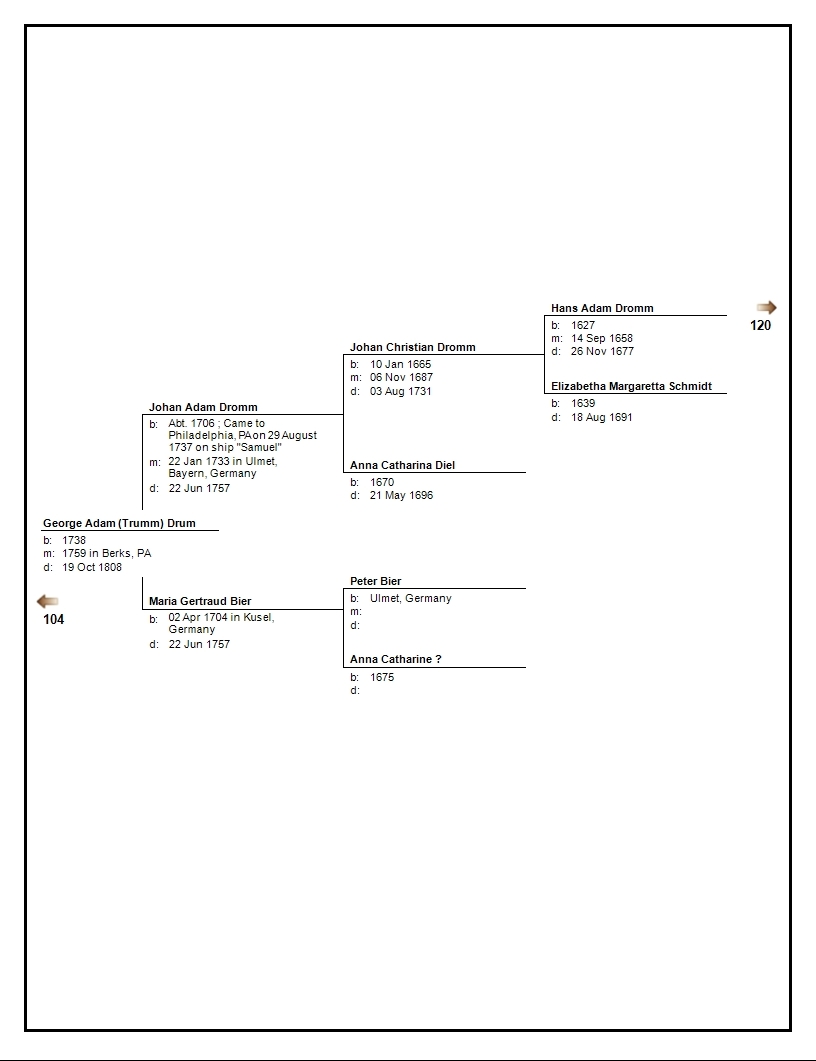 Hans Adam Dromm
b: 1627
m: 14 Sep 1658
d: 26 Nov 1677
120
Johan Christian Dromm
b: 10 Jan 1665
m: 06 Nov 1687
d: 03 Aug 1731
Elizabetha Margaretta Schmidt
b: 1639
d: 18 Aug 1691
Johan Adam Dromm
b: Abt. 1706 ; Came to
Philadelphia, PA on 29 August
1737 on ship "Samuel"
m: 22 Jan 1733 in Ulmet,
Bayern, Germany
d: 22 Jun 1757
Anna Catharina Diel
b: 1670
d: 21 May 1696
George Adam (Trumm) Drum
b: 1738
m: 1759 in Berks, PA
d: 19 Oct 1808
104
Maria Gertraud Bier
b: 02 Apr 1704 in Kusel,
Germany
d: 22 Jun 1757
Peter Bier
b: Ulmet, Germany
m:
d:
Anna Catharine ?
b: 1675
d: